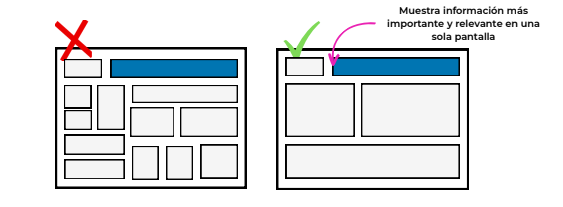 Muestra información más
importante y relevante en una
sola pantalla